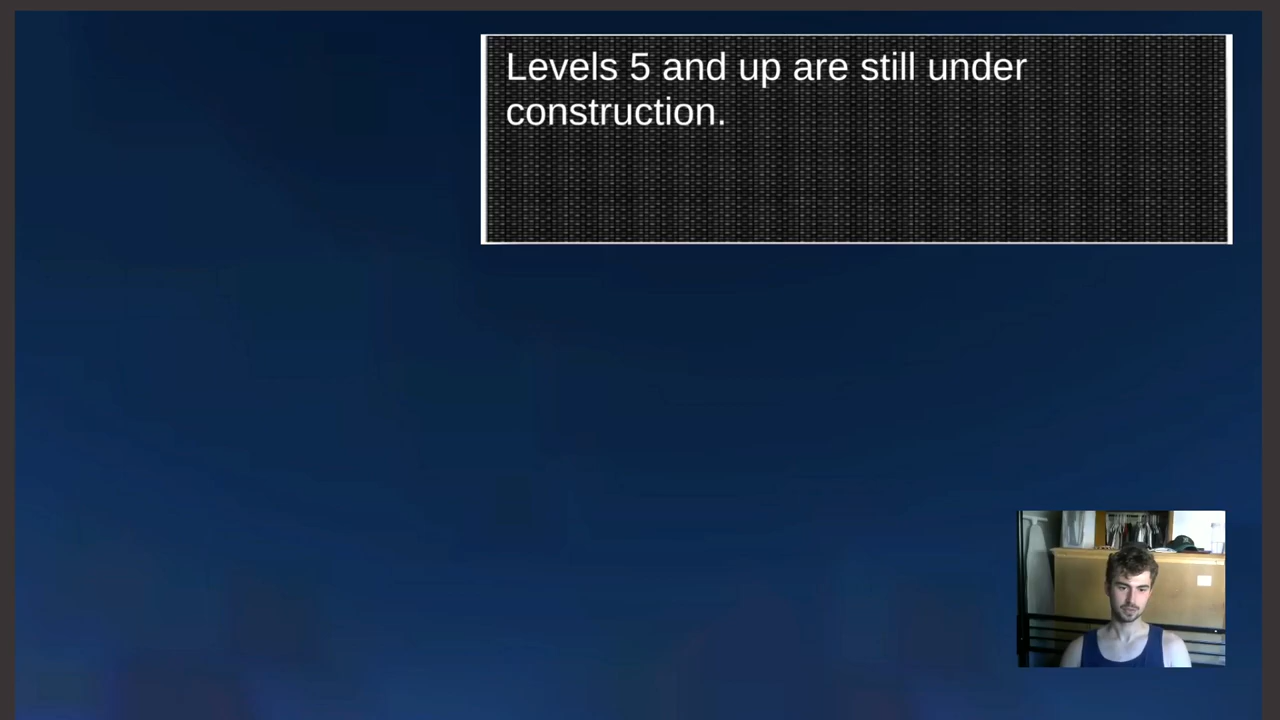 Levels 5 and up are still under
construction.